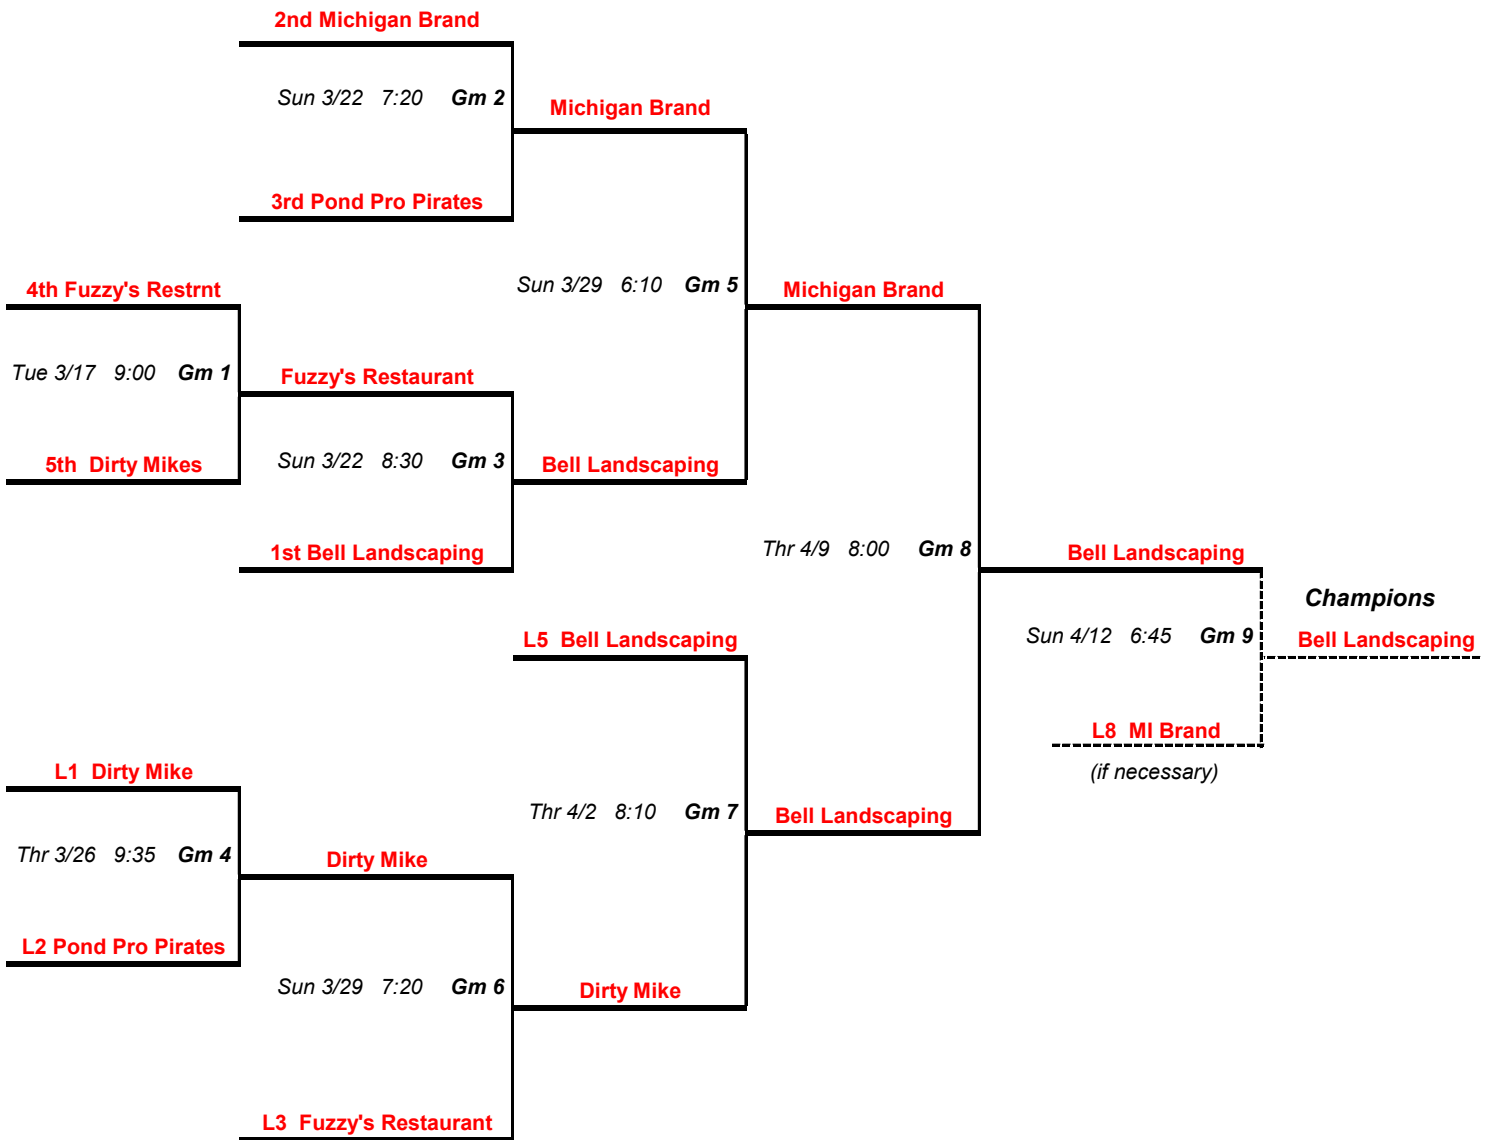 2nd Michigan Brand
Sun 3/22 7:20 Gm 2
Michigan Brand
3rd Pond Pro Pirates
Sun 3/29 6:10 Gm 5
4th Fuzzy's Restrnt
Michigan Brand
Tue 3/17 9:00 Gm 1
Fuzzy's Restaurant
5th Dirty Mikes
Sun 3/22 8:30 Gm 3
Bell Landscaping
1st Bell Landscaping
Thr 4/9 8:00 Gm 8
Bell Landscaping
Champions
L5 Bell Landscaping
Sun 4/12 6:45 Gm 9
Bell Landscaping
L8 MI Brand
(if necessary)
L1 Dirty Mike
Thr 4/2 8:10 Gm 7
Bell Landscaping
Thr 3/26 9:35 Gm 4
Dirty Mike
L2 Pond Pro Pirates
Sun 3/29 7:20 Gm 6
Dirty Mike
L3 Fuzzy's Restaurant